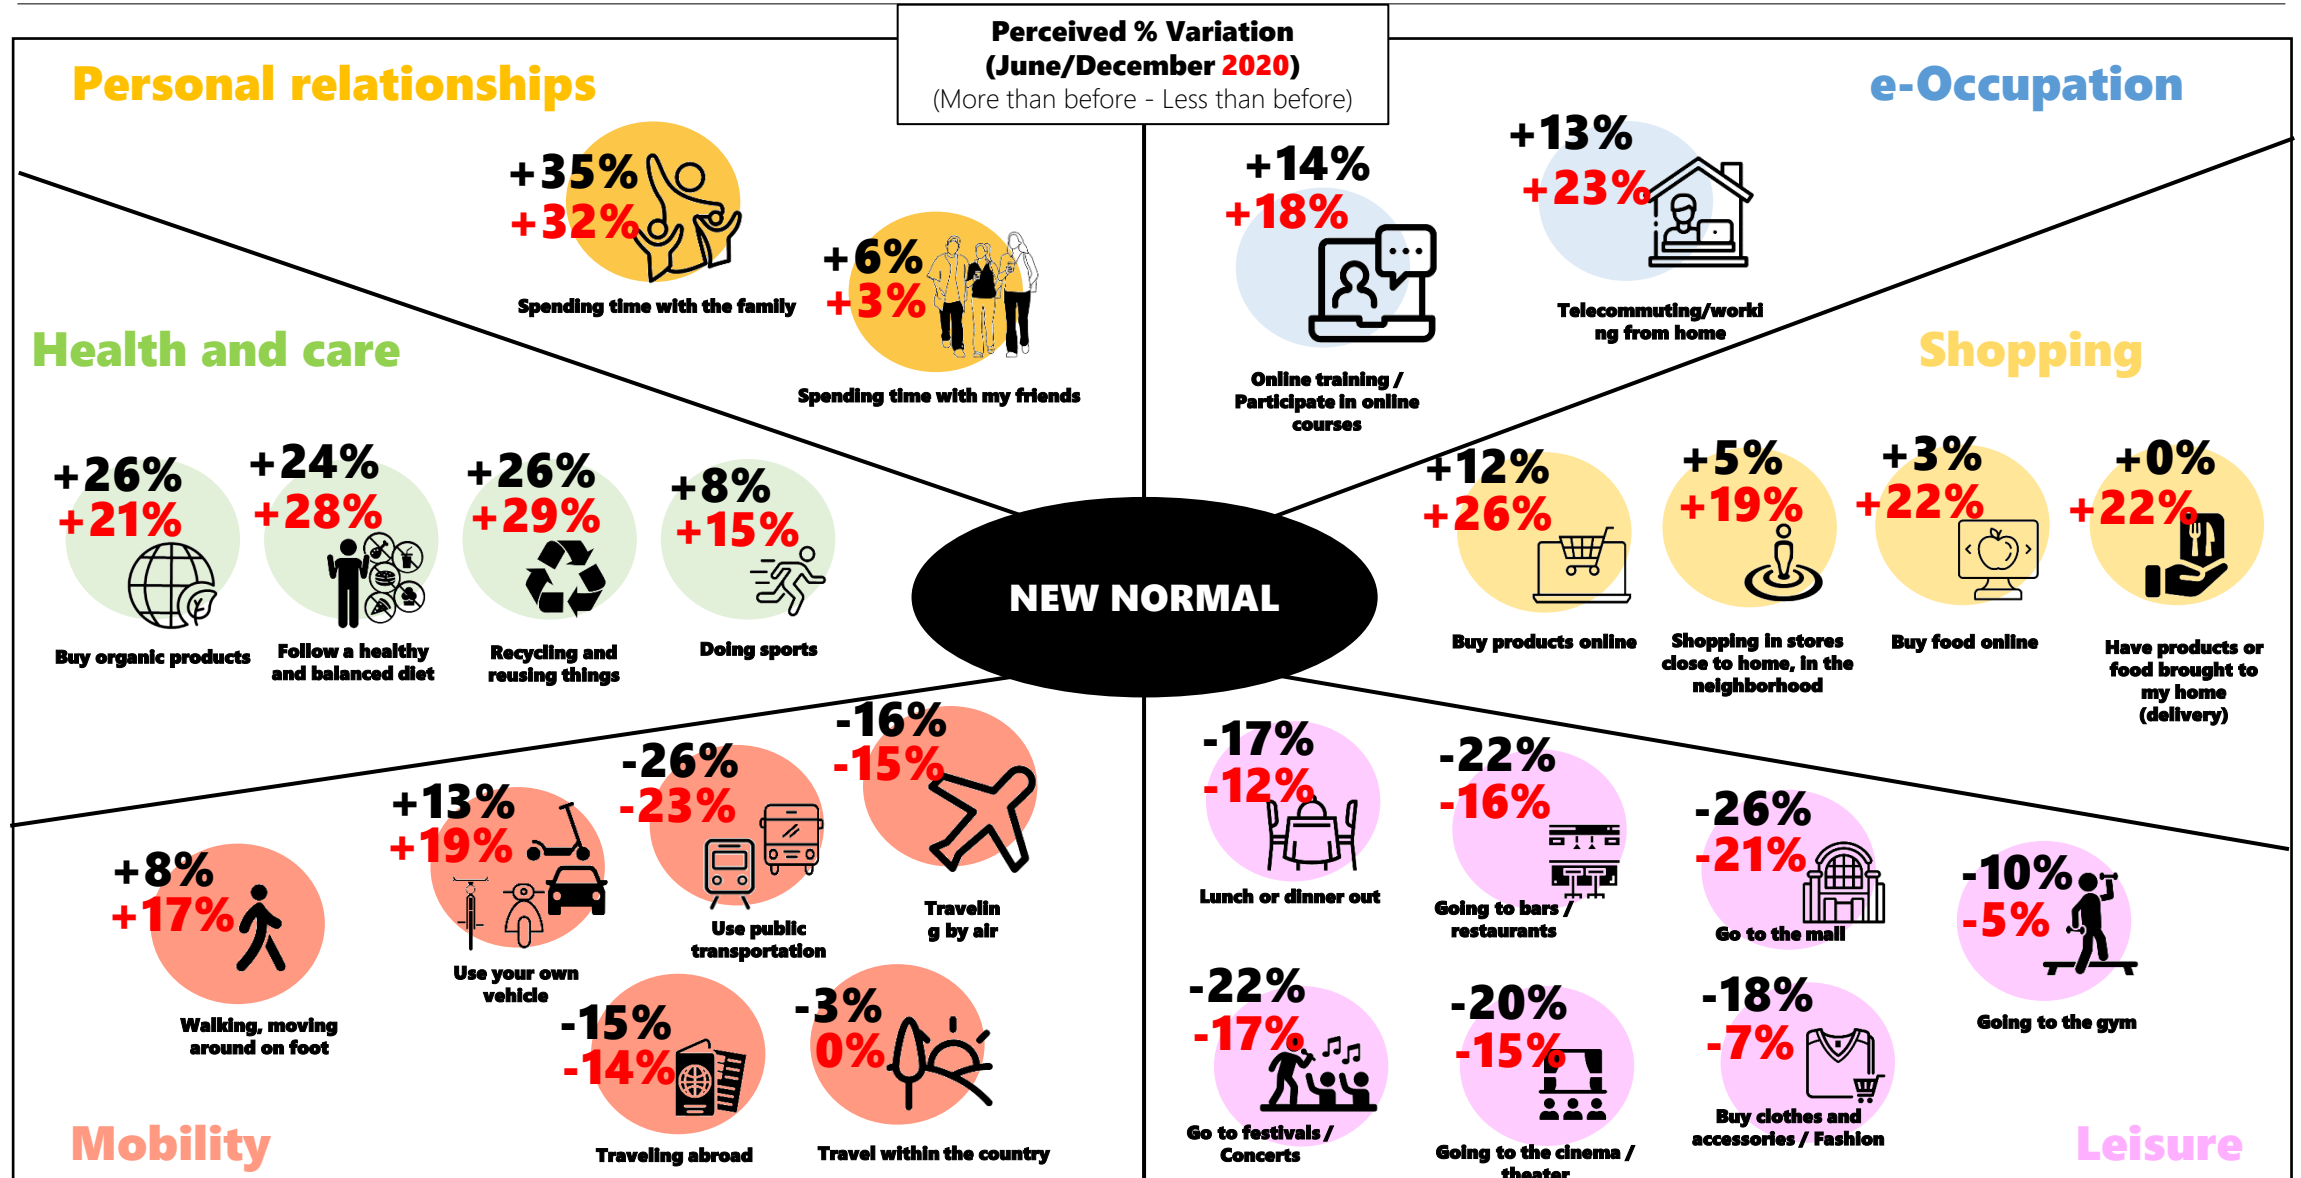 Perceived % Variation
(June/December 2020)
(More than before - Less than before)
Personal relationships
+35%
+32%
Spending time with the family
+6%
+3%
Spending time with my friends
e-Occupation
+14%
+18%
Online training /
Participate in online
courses
+13%
+23%
Telecommuting/worki
ng from home
Health and care
+26%
+21%
Buy organic products
+24%
+28%
Follow a healthy
and balanced diet
+26%
+29%
Recycling and
reusing things
+8%
+15%
Doing sports
NEW NORMAL
Shopping
+12%
+26%
Buy products online
+5%
+19%
Shopping in stores
close to home, in the
neighborhood
+3%
+22%
Buy food online
+0%
+22%
Have products or
food brought to
my home
(delivery)
+8%
+17%
Walking, moving
around on foot
+13%
+19%
Use your own
vehicle
-26%
-23%
Use public
transportation
-16%
-15%
Travelin
g by air
-15%
-14%
Traveling abroad
-3%
0%
Travel within the country
Mobility
-17%
-12%
Lunch or dinner out
-22%
-16%
Going to bars /
restaurants
-26%
-21%
Go to the mall
-10%
-5%
Going to the gym
-22%
-17%
Go to festivals /
Concerts
-20%
-15%
Going to the cinema /
theater
-18%
-7%
Buy clothes and
accessories / Fashion
Leisure